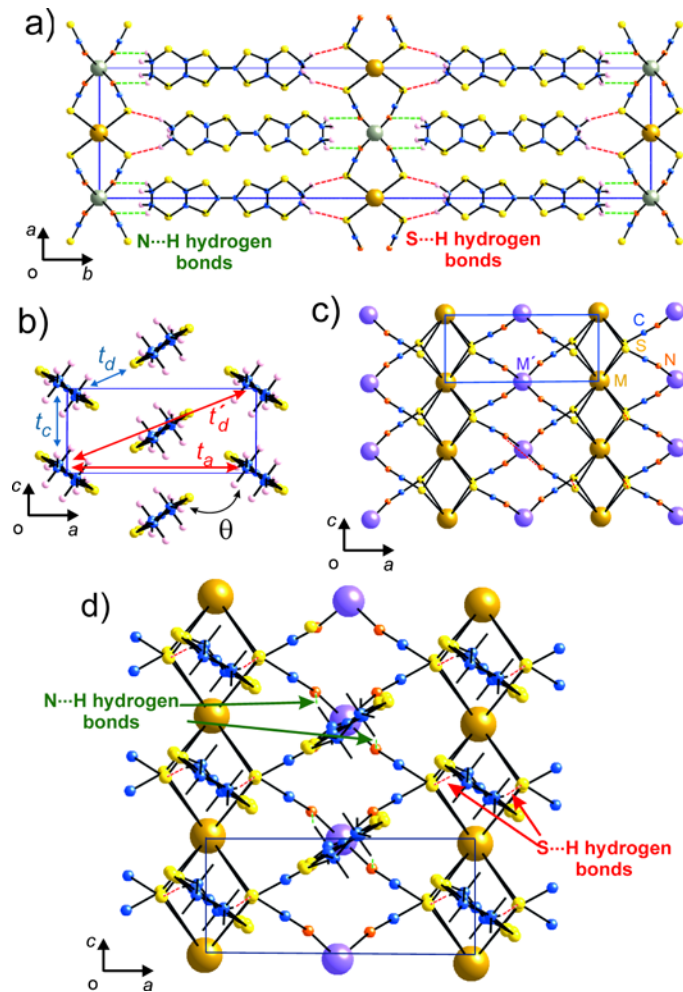 a)
a
o
b
N···H hydrogen
bonds
S···H hydrogen
bonds
b)
t_d
t_c
t´_d
t_a
c
o
a
θ
c)
C
S
M´
N
M
c
o
a
d)
N···H hydrogen
bonds
S···H hydrogen
bonds
c
o
a